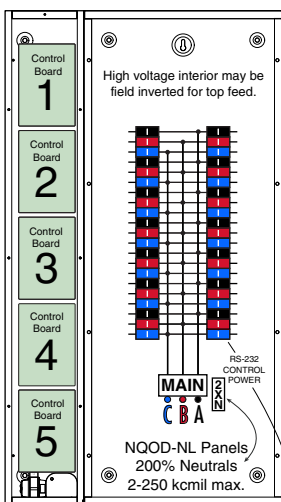 Control
Board
1
Control
Board
2
Control
Board
3
Control
Board
4
Control
Board
5
High voltage interior may be
field inverted for top feed.
RS-232
CONTROL
POWER
MAIN
2XN
C B A
NQOD-NL Panels
200% Neutrals
2-250 kcmil max.